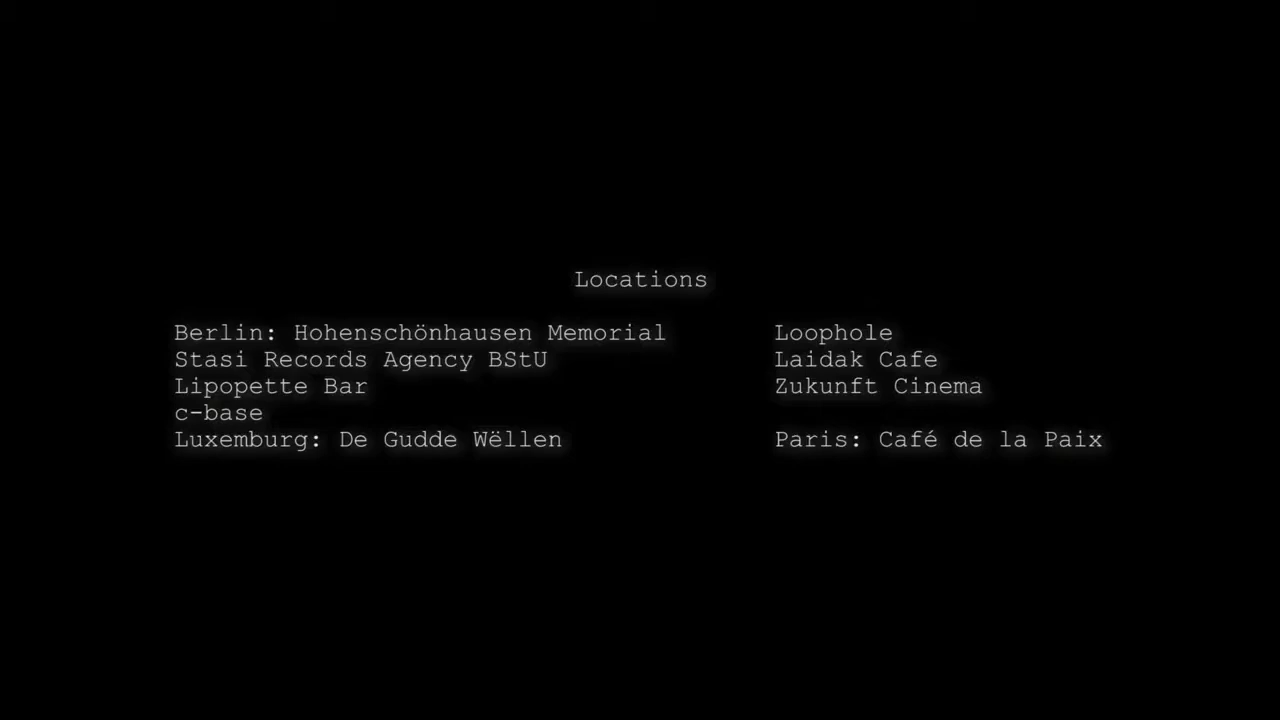 Locations
Berlin: Hohenschönhausen Memorial
Stasi Records Agency BStU
Lipopette Bar
c-base
Luxemburg: De Gudde Wëllen
Loophole
Laidak Cafe
Zukunft Cinema
Paris: Café de la Paix